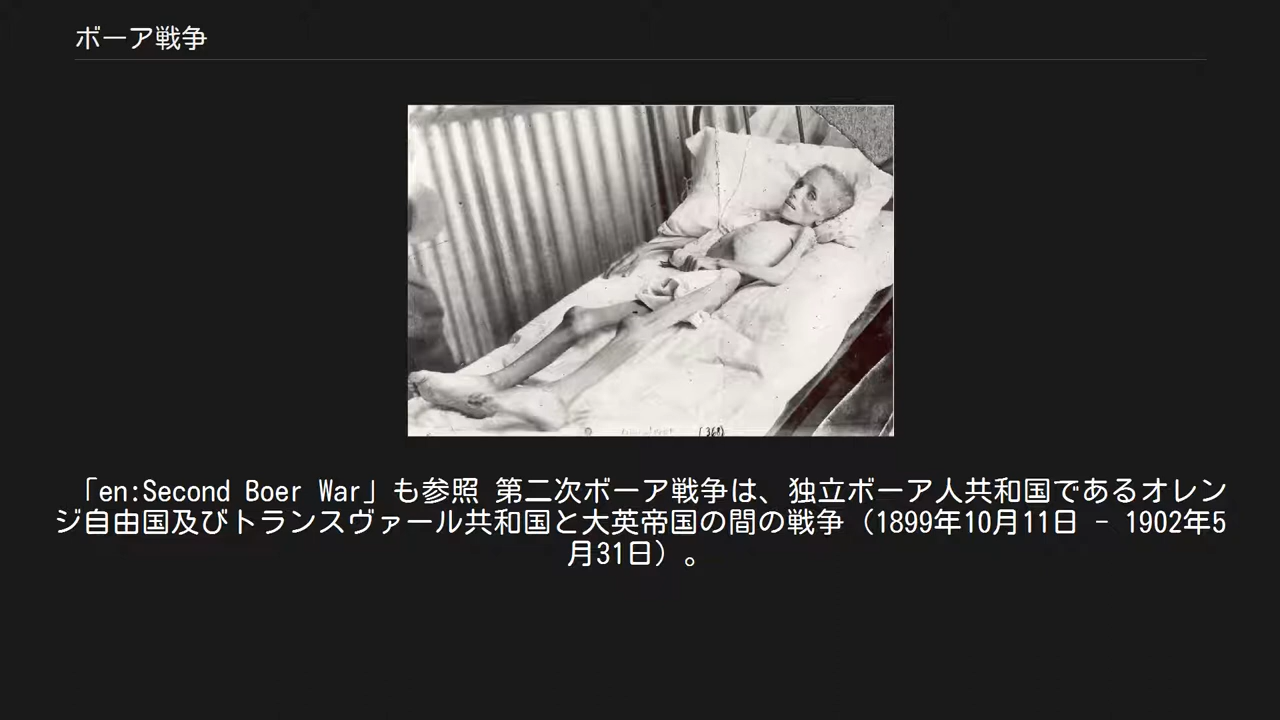 ボーア戦争
(368)
「en:Second Boer War」も参照 第二次ボーア戦争は、独立ボーア人共和国であるオレン
ジ自由国及びトランスヴァール共和国と大英帝国の間の戦争（1899年10月11日 - 1902年5
月31日）。